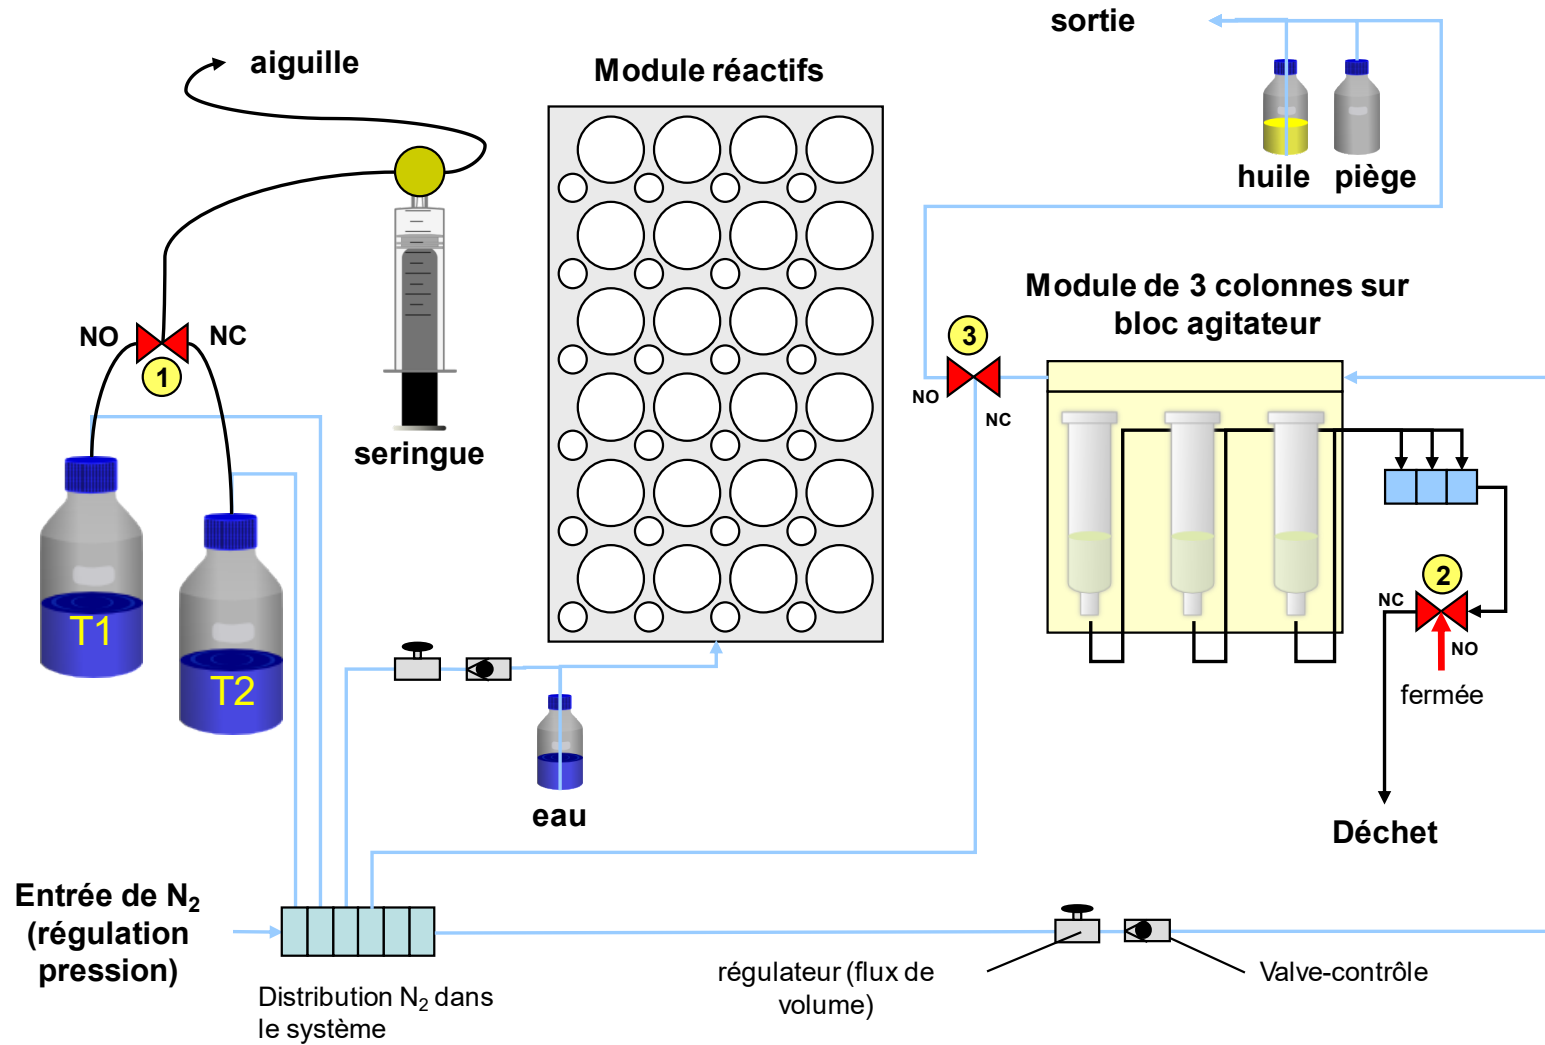 sortie
aiguille
Module réactifs
huile
piège
NO
NC
1
seringue
Module de 3 colonnes sur
bloc agitateur
3
NO
NC
T1
T2
2
NC
NO
fermée
eau
Déchet
Entrée de N2
(régulation
pression)
régulateur (flux de
volume)
Valve-contrôle
Distribution N2 dans
le système